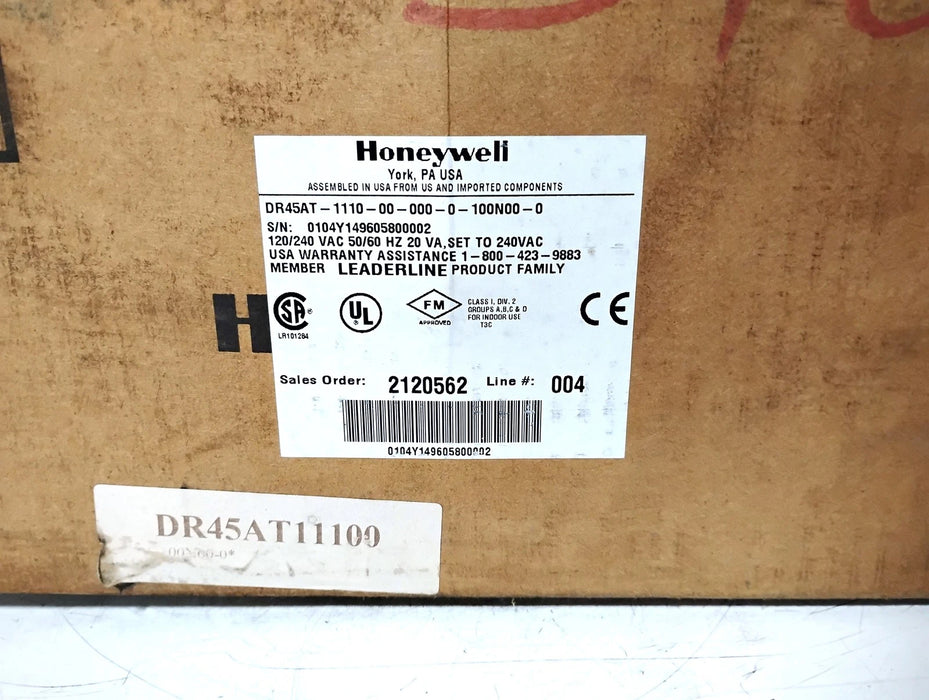 Honeywell
York, PA USA
ASSEMBLED IN USA FROM US AND IMPORTED COMPONENTS
DR45AT-1110-00-000-0-100N00-0
S/N: 0104Y149605800002
120/240 VAC 50/60 HZ 20 VA,SET TO 240VAC
USA WARRANTY ASSISTANCE 1-800-423-9883
MEMBER LEADERLINE PRODUCT FAMILY
H
SA
LR101284
UL
FM
APPROVED
CLASS I, DIV. 2
GROUPS A,B,C & D
FOR INDOOR USE
T3C
CE
Sales Order: 2120562 Line #: 004
0104Y149605800002
DR45AT11100